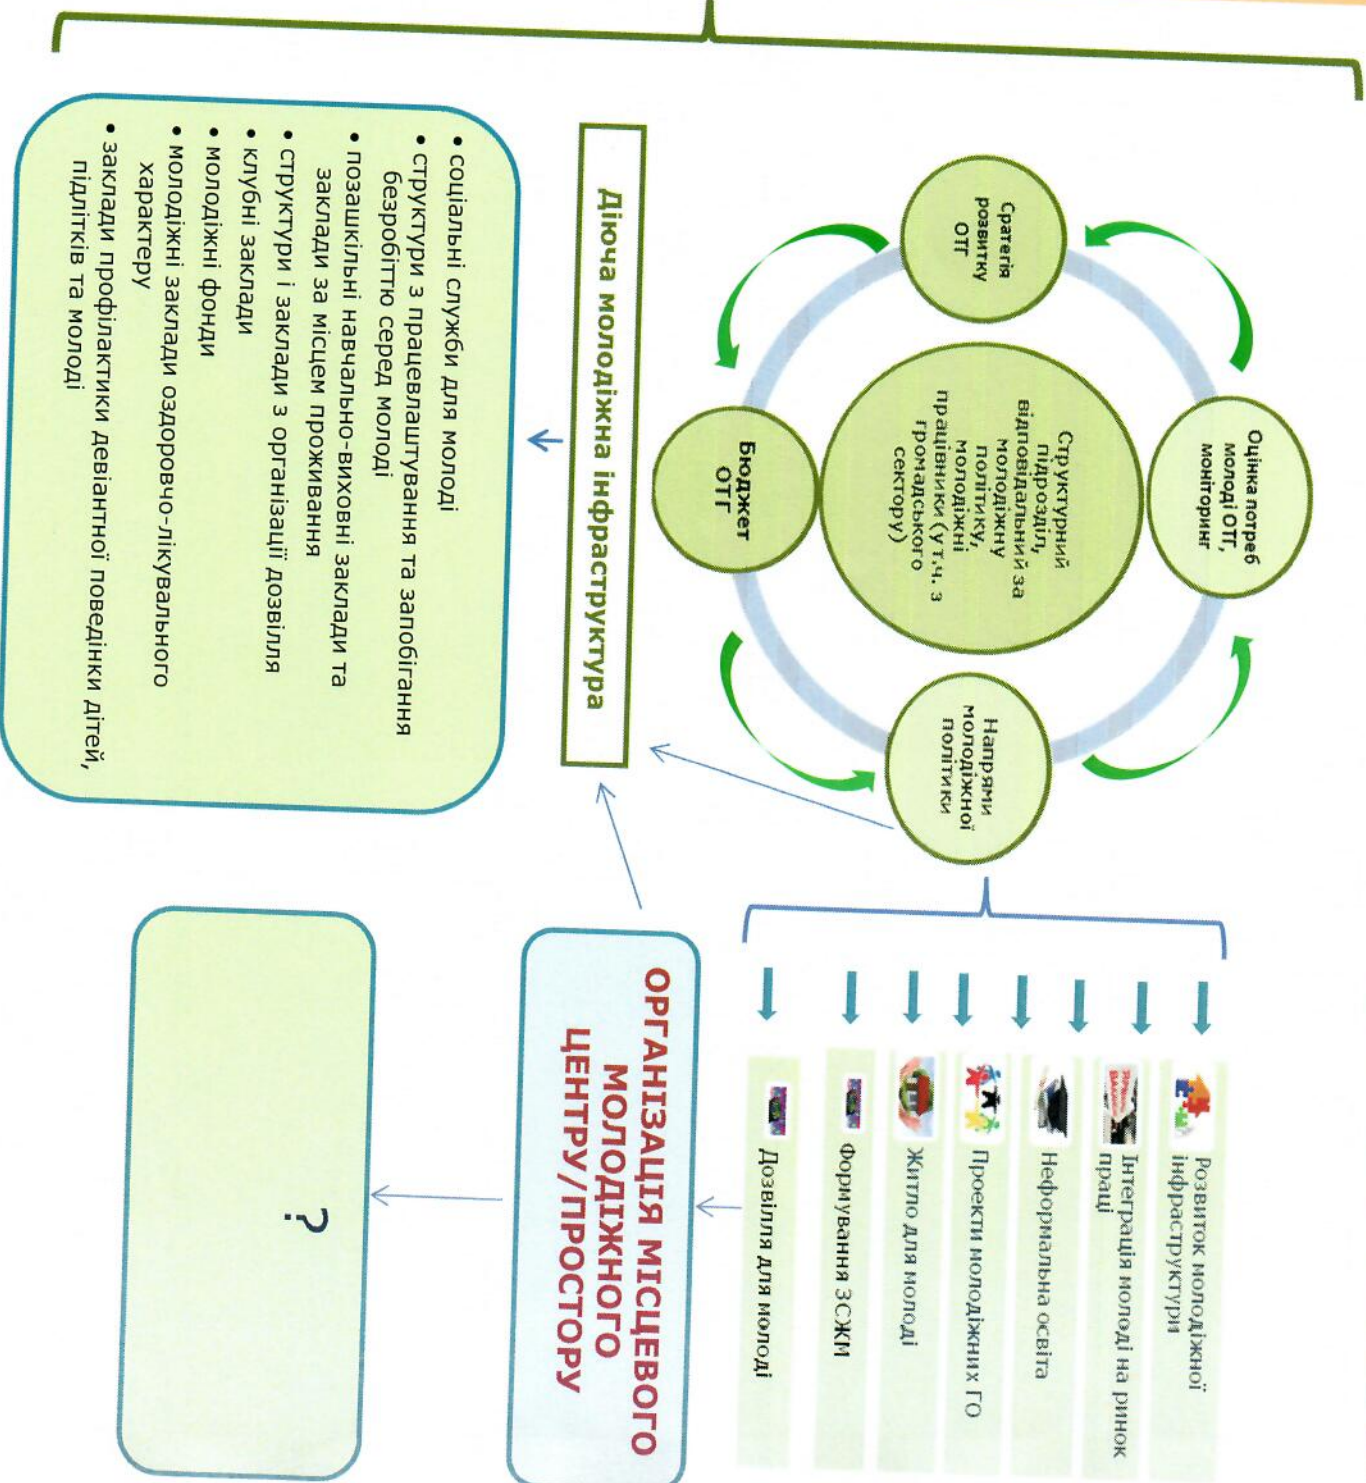 Оцінка потреб
молоді ОТГ,
моніторинг
Сратегія
розвитку
ОТГ
Структурний
підрозділ,
відповідальний за
молодіжну
політику,
молодіжні
працівники (у т.ч. з
громадського
сектору)
Напрями
молодіжної
політики
Бюджет
ОТГ
Розвиток молодіжної
інфраструктури
Інтеграція молоді на ринок
праці
Неформальна освіта
Проекти молодіжних ГО
Житло для молоді
Формування ЗСЖМ
Дозвілля для молоді
Діюча молодіжна інфраструктура
• соціальні служби для молоді
• структури з працевлаштування та запобігання
безробіттю серед молоді
• позашкільні навчально-виховні заклади та
заклади за місцем проживання
• структури і заклади з організації дозвілля
• клубні заклади
• молодіжні фонди
• молодіжні заклади оздоровчо-лікувального
характеру
• заклади профілактики девіантної поведінки дітей,
підлітків та молоді
ОРГАНІЗАЦІЯ МІСЦЕВОГО
МОЛОДІЖНОГО
ЦЕНТРУ/ПРОСТОРУ
?